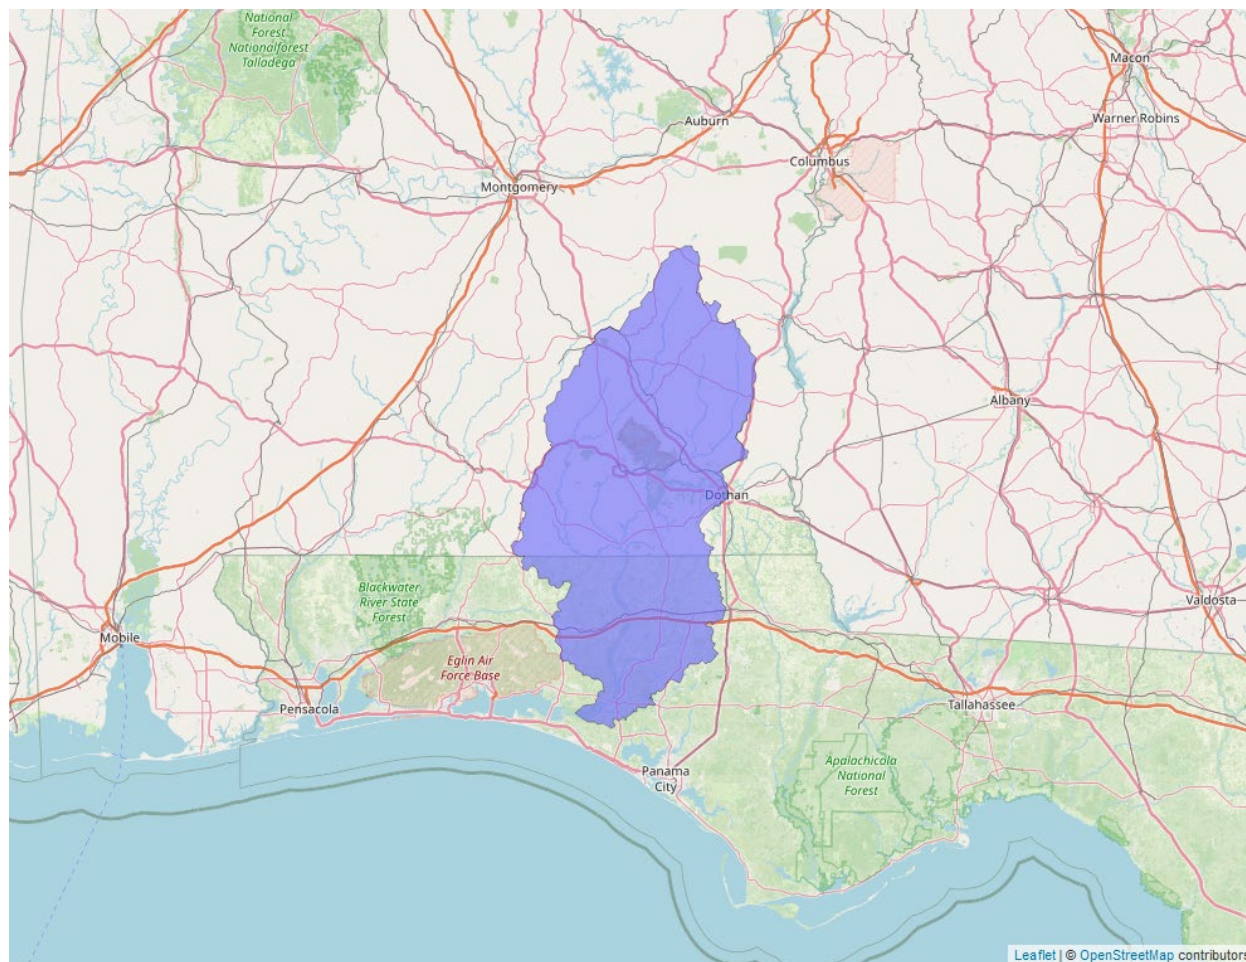 National
Forest
Nationalforest
Talladega
Macon
Warner Robins
Auburn
Columbus
Montgomery
Albany
Dothan
Blackwater
River State
Forest
Valdosta
Mobile
Eglin Air
Force Base
Pensacola
Tallahassee
Panama
City
Apalachicola
National
Forest
Leaflet | © OpenStreetMap contributors